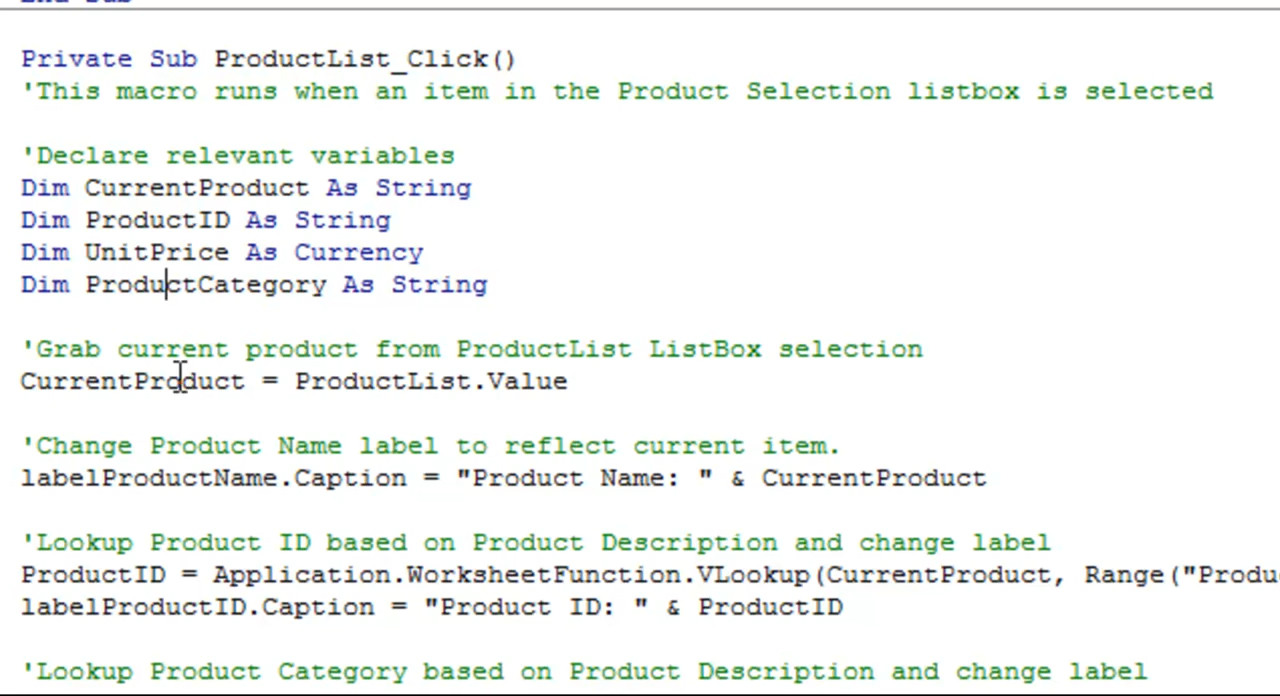 End Sub
Private Sub ProductList_Click()
'This macro runs when an item in the Product Selection listbox is selected
'Declare relevant variables
Dim CurrentProduct As String
Dim ProductID As String
Dim UnitPrice As Currency
Dim ProductCategory As String
'Grab current product from ProductList ListBox selection
CurrentProduct = ProductList.Value
'Change Product Name label to reflect current item.
labelProductName.Caption = "Product Name: " & CurrentProduct
'Lookup Product ID based on Product Description and change label
ProductID = Application.WorksheetFunction.VLookup(CurrentProduct, Range("Produ
labelProductID.Caption = "Product ID: " & ProductID
'Lookup Product Category based on Product Description and change label